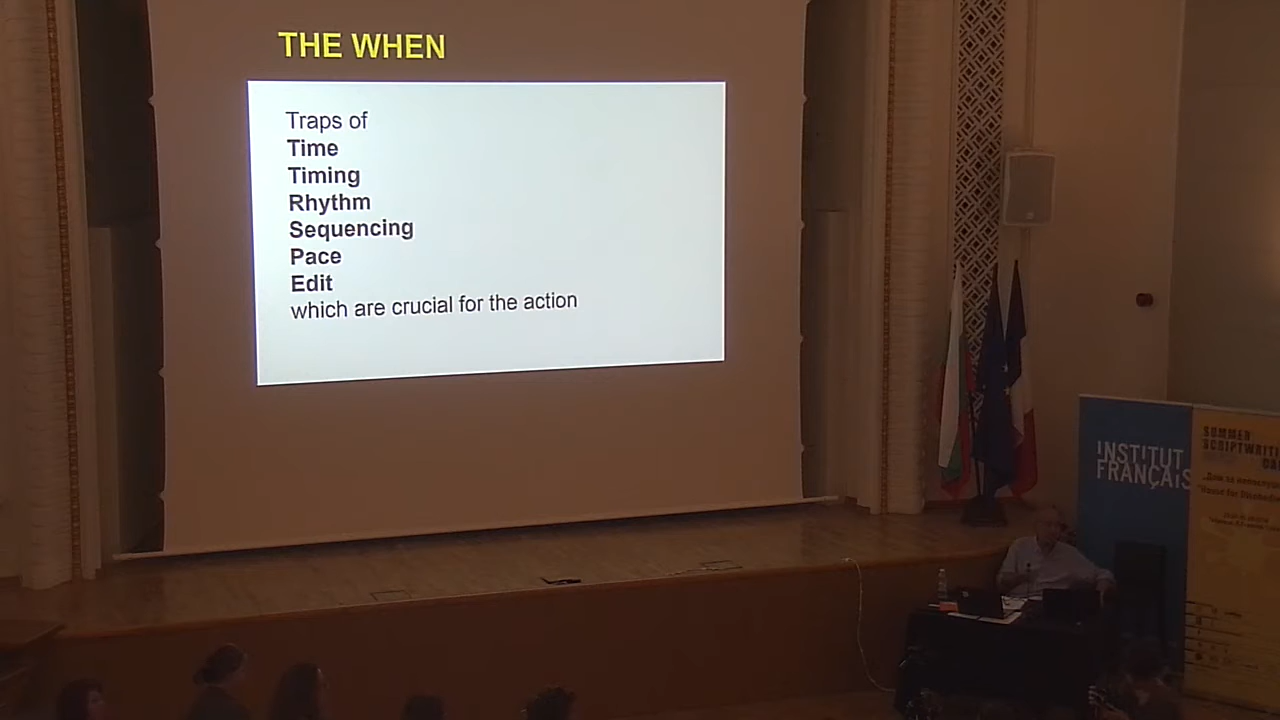 THE WHEN
Traps of
Time
Timing
Rhythm
Sequencing
Pace
Edit
which are crucial for the action
INSTITUT
FRANÇAIS
SUMMER